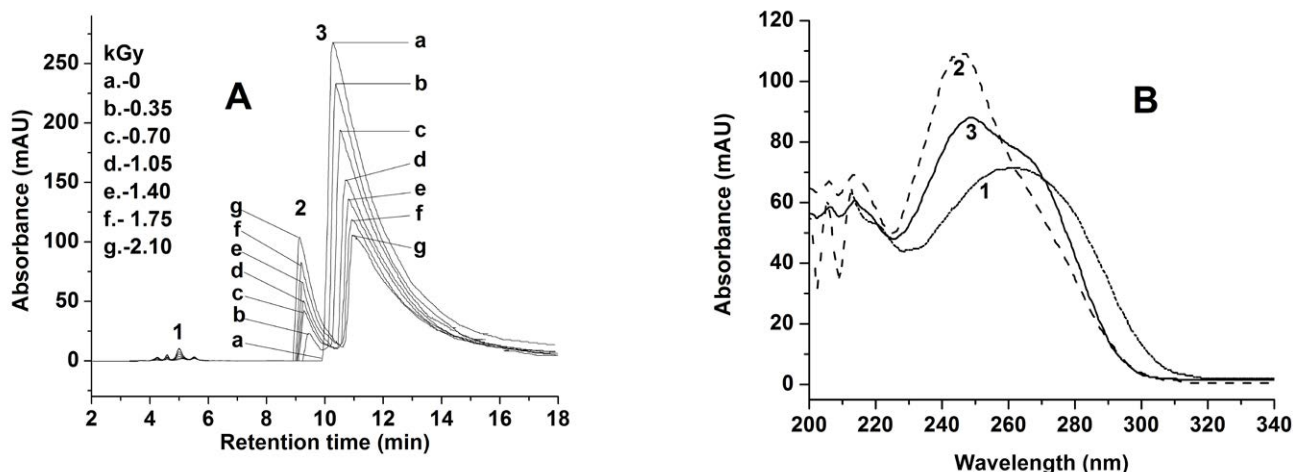 kGy
a.-0
b.-0.35
c.-0.70
d.-1.05
e.-1.40
f.- 1.75
g.-2.10
A
1
2
3
a
b
c
d
e
f
g
g
f
e
d
c
b
a
Absorbance (mAU)
250
200
150
100
50
0
2 4 6 8 10 12 14 16 18
Retention time (min)
B
2
3
1
Absorbance (mAU)
120
100
80
60
40
20
0
200 220 240 260 280 300 320 340
Wavelength (nm)